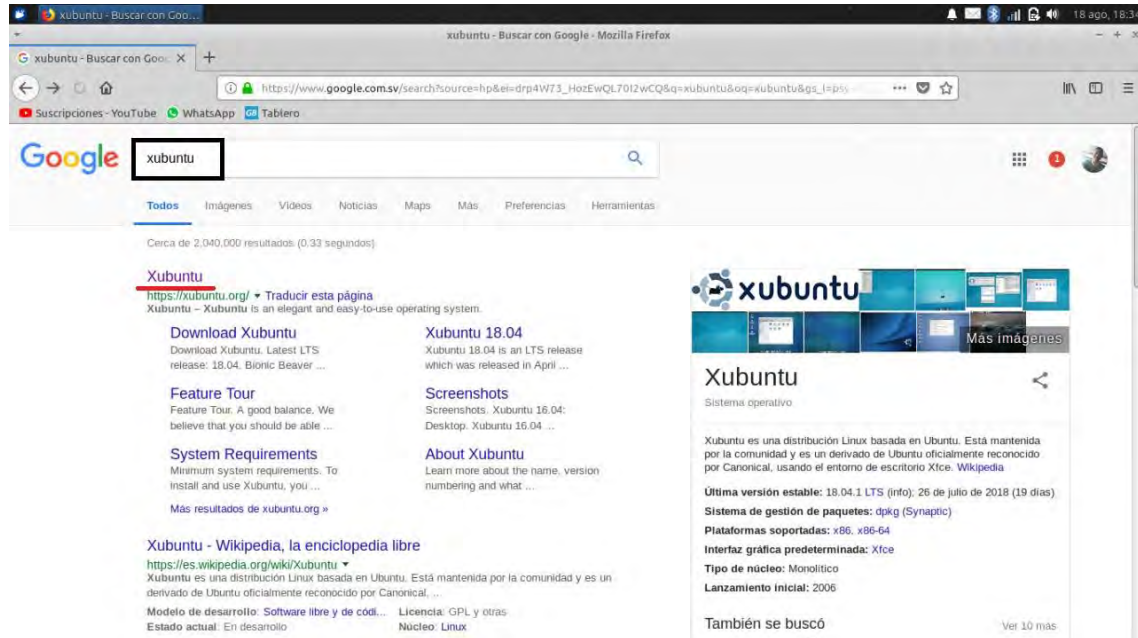 xubuntu - Buscar con Goo...
18 ago, 18:34
xubuntu - Buscar con Google - Mozilla Firefox
xubuntu - Buscar con Goo
https://www.google.com.sv/search?source=hp&ei=drp4W73_HozEwQL70I2wCQ&q=xubuntu&oq=xubuntu&gs_l=psy
Suscripciones - YouTube WhatsApp Tablero
Google xubuntu
1
Todos Imágenes Videos Noticias Maps Más Preferencias Herramientas
Cerca de 2,040,000 resultados (0.33 segundos)
Xubuntu
https://xubuntu.org/ Traducir esta página
Xubuntu – Xubuntu is an elegant and easy-to-use operating system.
Download Xubuntu
Download Xubuntu. Latest LTS
release: 18.04, Bionic Beaver ...
Xubuntu 18.04
Xubuntu 18.04 is an LTS release
which was released in April ...
Feature Tour
Feature Tour. A good balance. We
believe that you should be able ...
Screenshots
Screenshots. Xubuntu 16.04:
Desktop. Xubuntu 16.04 ...
System Requirements
Minimum system requirements. To
install and use Xubuntu, you ...
About Xubuntu
Learn more about the name, version
numbering and what ...
Más resultados de xubuntu.org »
Xubuntu - Wikipedia, la enciclopedia libre
https://es.wikipedia.org/wiki/Xubuntu
Xubuntu es una distribución Linux basada en Ubuntu. Está mantenida por la comunidad y es un
derivado de Ubuntu oficialmente reconocido por Canonical, ...
Modelo de desarrollo: Software libre y de códi... Licencia: GPL y otras
Estado actual: En desarrollo Núcleo: Linux
xubuntu
Más imágenes
Xubuntu
Sistema operativo
Xubuntu es una distribución Linux basada en Ubuntu. Está mantenida
por la comunidad y es un derivado de Ubuntu oficialmente reconocido
por Canonical, usando el entorno de escritorio Xfce. Wikipedia
Última versión estable: 18.04.1 LTS (info); 26 de julio de 2018 (19 días)
Sistema de gestión de paquetes: dpkg (Synaptic)
Plataformas soportadas: x86, x86-64
Interfaz gráfica predeterminada: Xfce
Tipo de núcleo: Monolítico
Lanzamiento inicial: 2006
También se buscó Ver 10 más